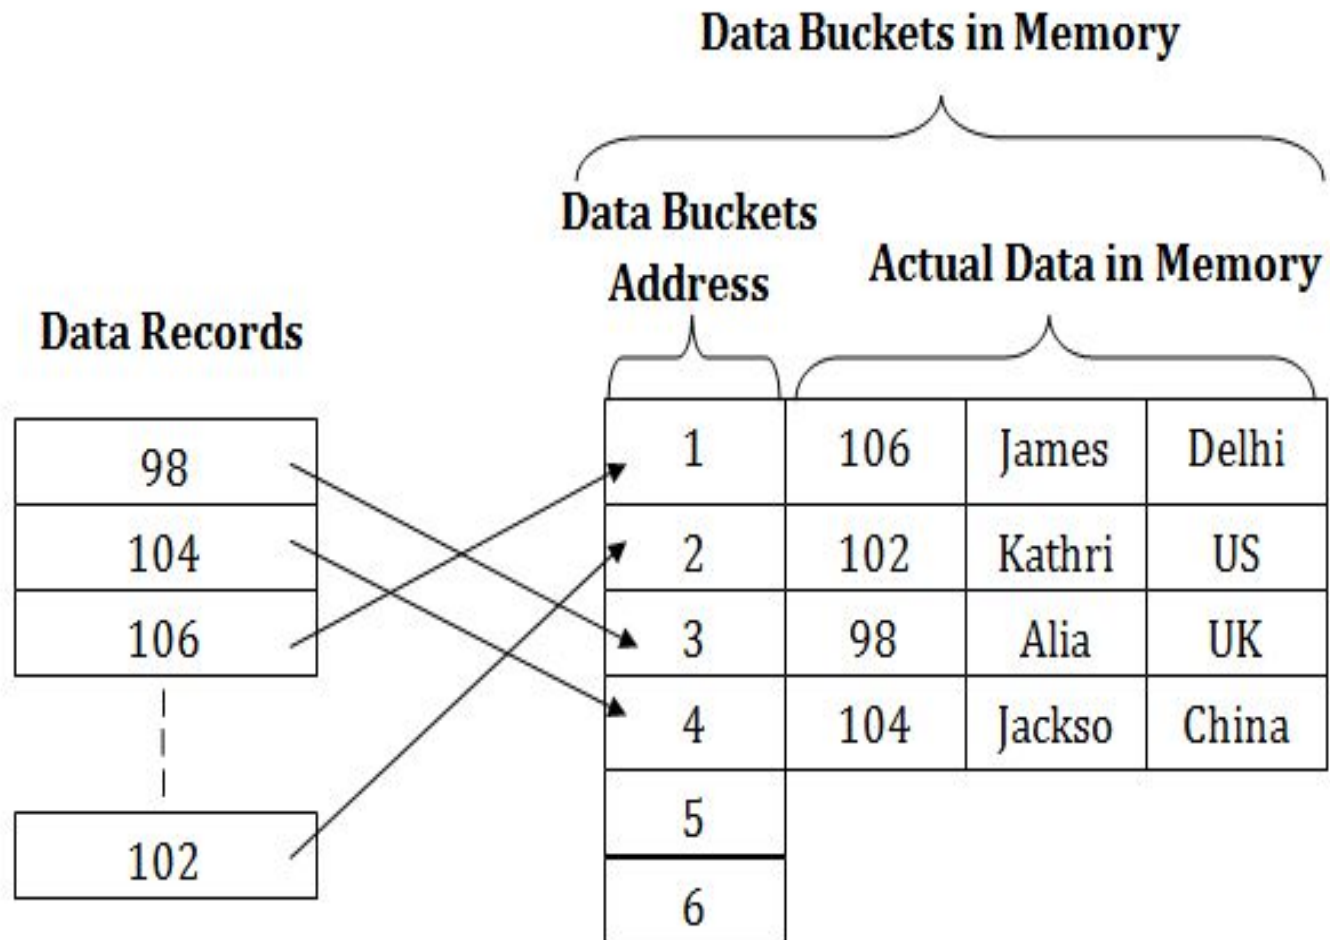 Data Buckets in Memory
Data Buckets
Address
Actual Data in Memory
Data Records
98
104
106
102
1 106 James Delhi
2 102 Kathri US
3 98 Alia UK
4 104 Jackso China
5
6